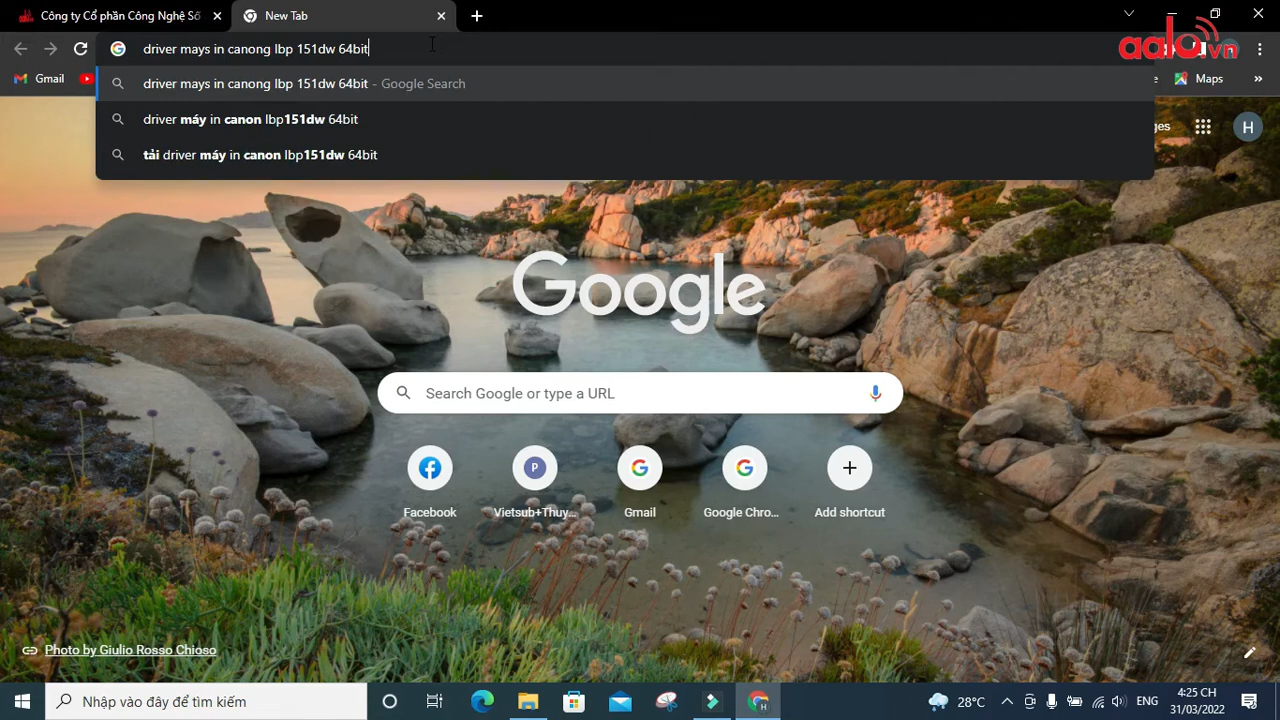 Công ty Cổ phần Công Nghệ Số
New Tab
driver mays in canong lbp 151dw 64bit
Gmail
Maps
»
driver mays in canong lbp 151dw 64bit - Google Search
driver máy in canon lbp151dw 64bit
tải driver máy in canon lbp151dw 64bit
aalo.vn
H
Google
Search Google or type a URL
P
Facebook
Vietsub+Thuy...
Gmail
Google Chro...
Add shortcut
Photo by Giulio Rosso Chioso
Nhập vào đây để tìm kiếm
28°C
ENG
4:25 CH
31/03/2022